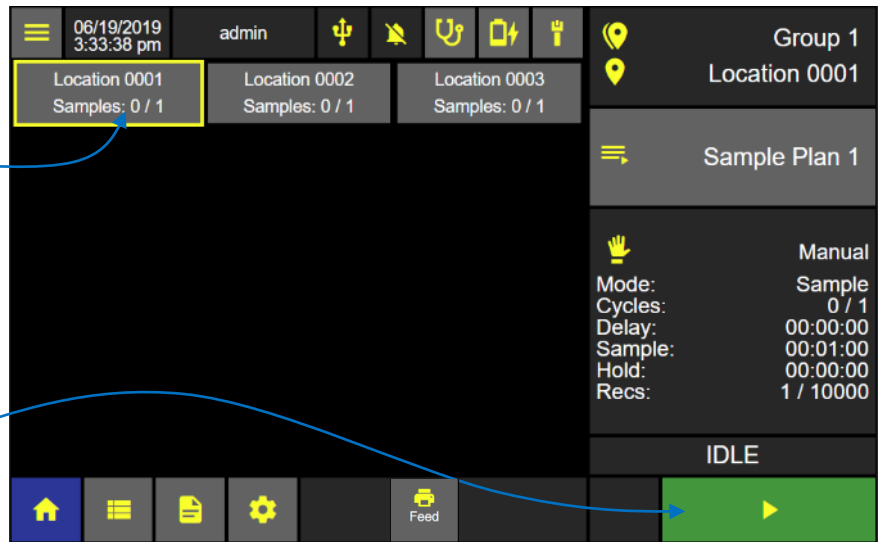 06/19/2019
3:33:38 pm
admin
Group 1
Location 0001
Location 0001
Samples: 0 / 1
Location 0002
Samples: 0 / 1
Location 0003
Samples: 0 / 1
Sample Plan 1
Manual
Mode: Sample
Cycles: 0 / 1
Delay: 00:00:00
Sample: 00:01:00
Hold: 00:00:00
Recs: 1 / 10000
IDLE
Feed